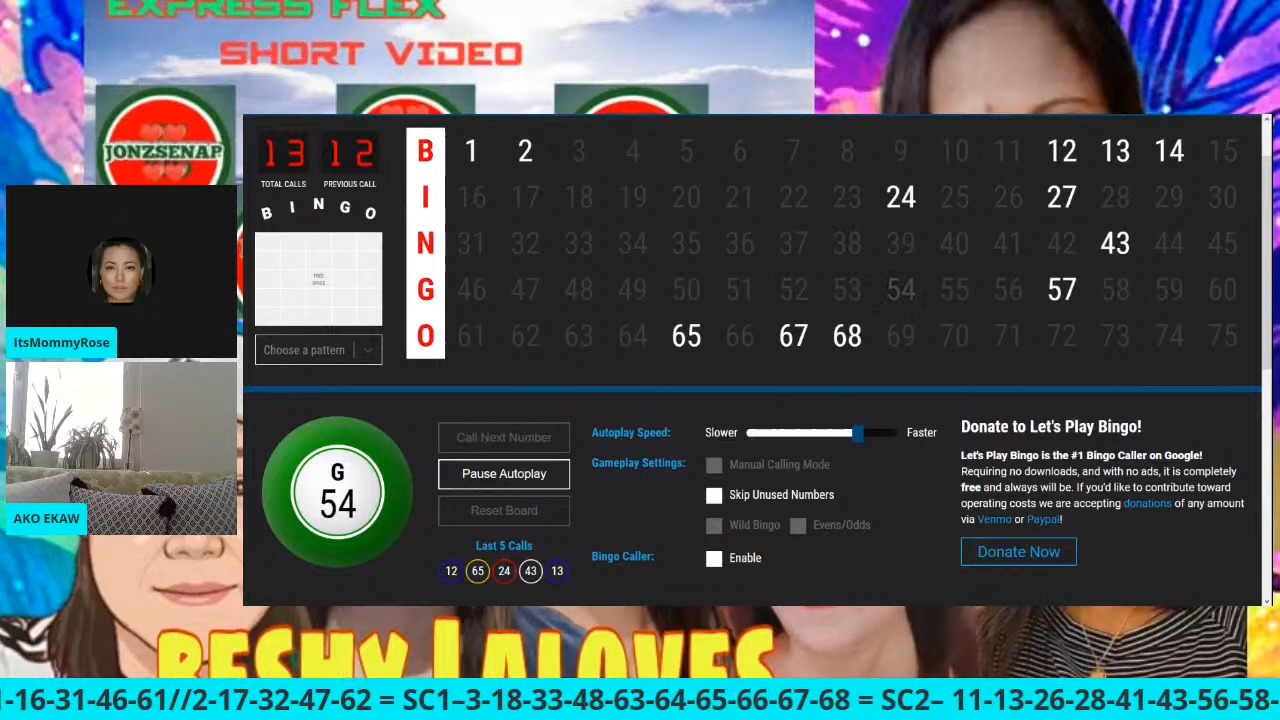 EXPRESS FLEX
SHORT VIDEO
JONZSENAP
13 12
TOTAL CALLS PREVIOUS CALL
B I N G O
FREE
SPACE
Choose a pattern
B 1 2 3 4 5 6 7 8 9 10 11 12 13 14 15
I 16 17 18 19 20 21 22 23 24 25 26 27 28 29 30
N 31 32 33 34 35 36 37 38 39 40 41 42 43 44 45
G 46 47 48 49 50 51 52 53 54 55 56 57 58 59 60
O 61 62 63 64 65 66 67 68 69 70 71 72 73 74 75
ItsMommyRose
AKO EKAW
G
54
Call Next Number
Pause Autoplay
Reset Board
Last 5 Calls
12 65 24 43 13
Autoplay Speed: Slower Faster
Gameplay Settings: Manual Calling Mode
Skip Unused Numbers
Wild Bingo Evens/Odds
Bingo Caller: Enable
Donate to Let's Play Bingo!
Let's Play Bingo is the #1 Bingo Caller on Google!
Requiring no downloads, and with no ads, it is completely
free and always will be. If you'd like to contribute toward
operating costs we are accepting donations of any amount
via Venmo or Paypal!
Donate Now
BESHY LALOVES
1-16-31-46-61//2-17-32-47-62 = SC1–3-18-33-48-63-64-65-66-67-68 = SC2– 11-13-26-28-41-43-56-58-